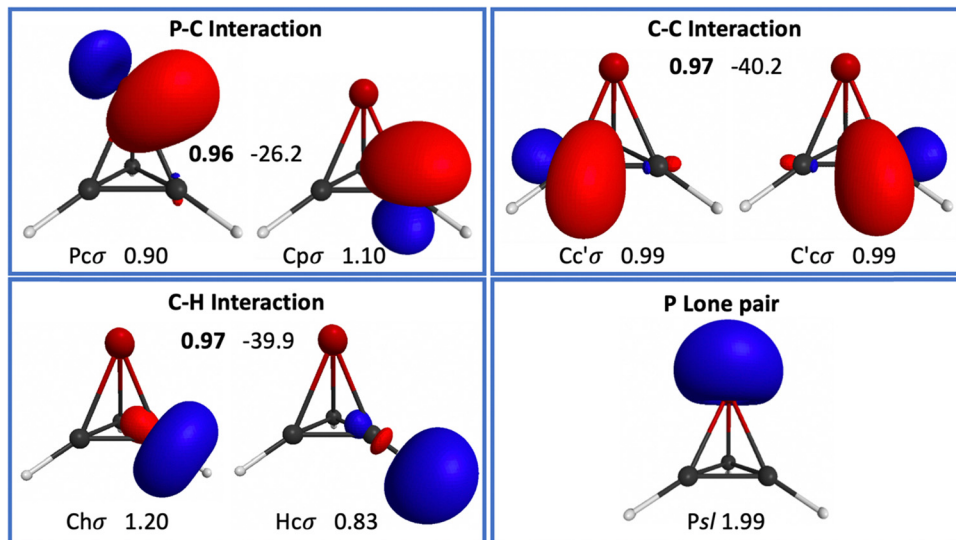 P-C Interaction
0.96 -26.2
Pcσ 0.90
Cpσ 1.10
C-C Interaction
0.97 -40.2
Cc'σ 0.99
C'cσ 0.99
C-H Interaction
0.97 -39.9
Chσ 1.20
Hcσ 0.83
P Lone pair
Psl 1.99